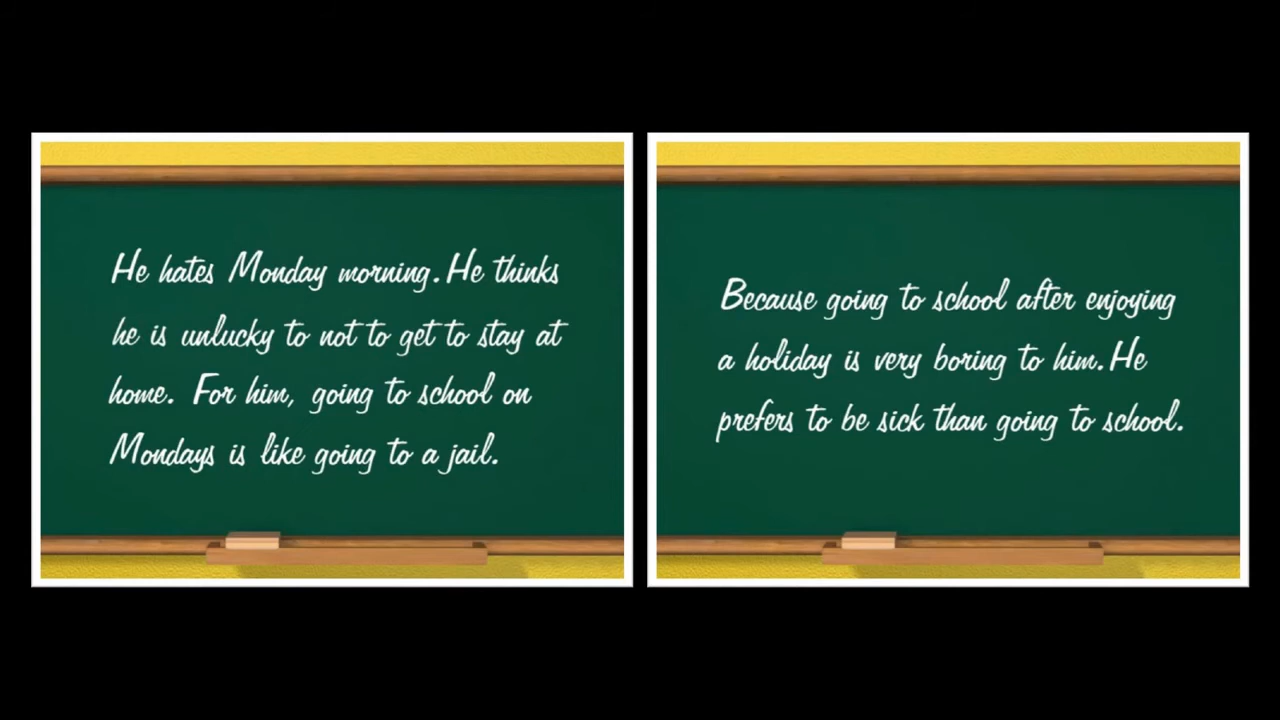 He hates Monday morning. He thinks
he is unlucky to not to get to stay at
home. For him, going to school on
Mondays is like going to a jail.
Because going to school after enjoying
a holiday is very boring to him. He
prefers to be sick than going to school.